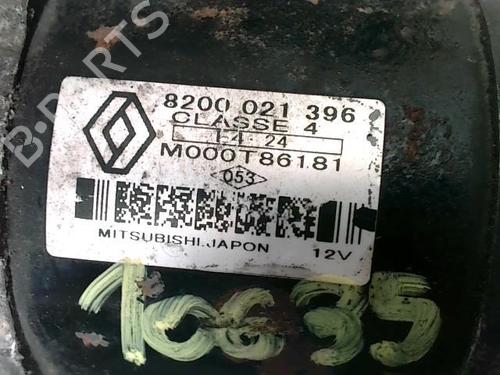 8200 021 396
CLASSE 4
14 24
M000T86181
053
MITSUBISHI.JAPON 12V
10635
B-PARTS